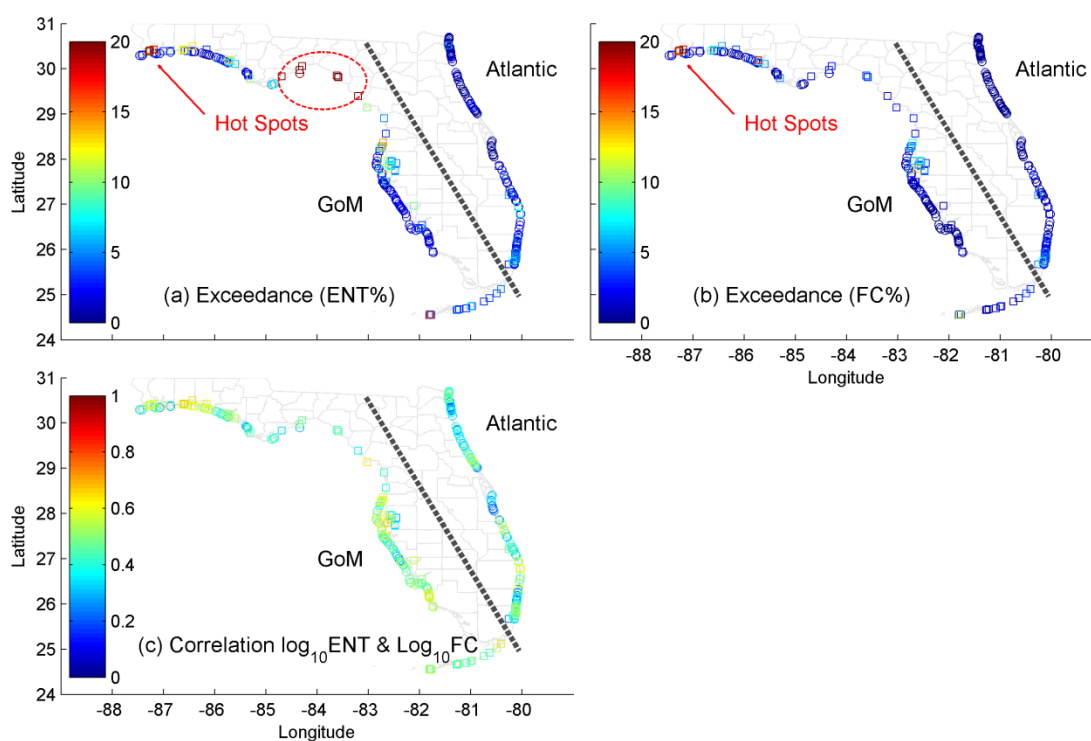 31
30
29
28
27
26
25
24
Latitude
20
15
10
5
0
Hot Spots
Atlantic
GoM
(a) Exceedance (ENT%)
20
15
10
5
0
Hot Spots
Atlantic
GoM
(b) Exceedance (FC%)
-88 -87 -86 -85 -84 -83 -82 -81 -80
Longitude
31
30
29
28
27
26
25
24
Latitude
1
0.8
0.6
0.4
0.2
0
Atlantic
GoM
(c) Correlation log10ENT & Log10FC
-88 -87 -86 -85 -84 -83 -82 -81 -80
Longitude